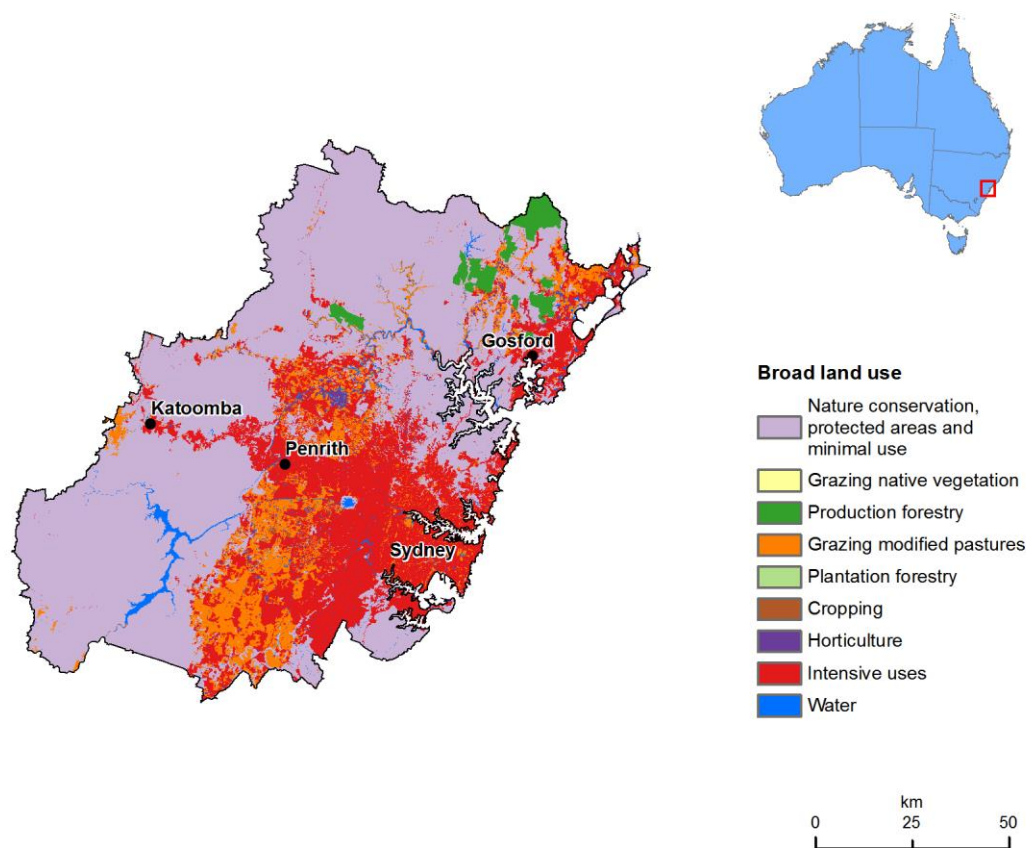 Gosford
Katoomba
Penrith
Sydney
Broad land use
Nature conservation,
protected areas and
minimal use
Grazing native vegetation
Production forestry
Grazing modified pastures
Plantation forestry
Cropping
Horticulture
Intensive uses
Water
km
0 25 50